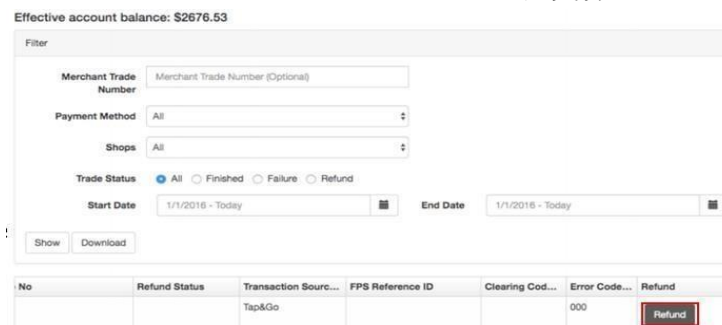 Effective account balance: $2676.53
Filter
Merchant Trade Number
Merchant Trade Number (Optional)
Payment Method
All
Shops
All
Trade Status All Finished Failure Refund
Start Date 1/1/2016 - Today End Date 1/1/2016 - Today
Show Download
No Refund Status Transaction Sourc... FPS Reference ID Clearing Cod... Error Code... Refund
Tap&Go 000 Refund